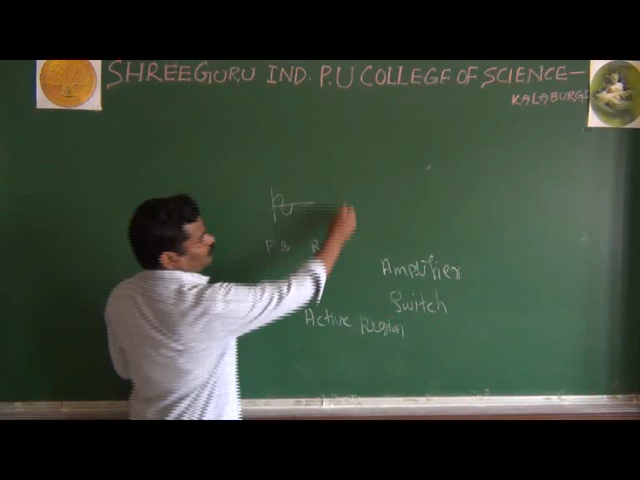 SHREEGURU IND. P.U COLLEGE OF SCIENCE-
KALABURGI
F B R
Amplifier
Switch
Active Region